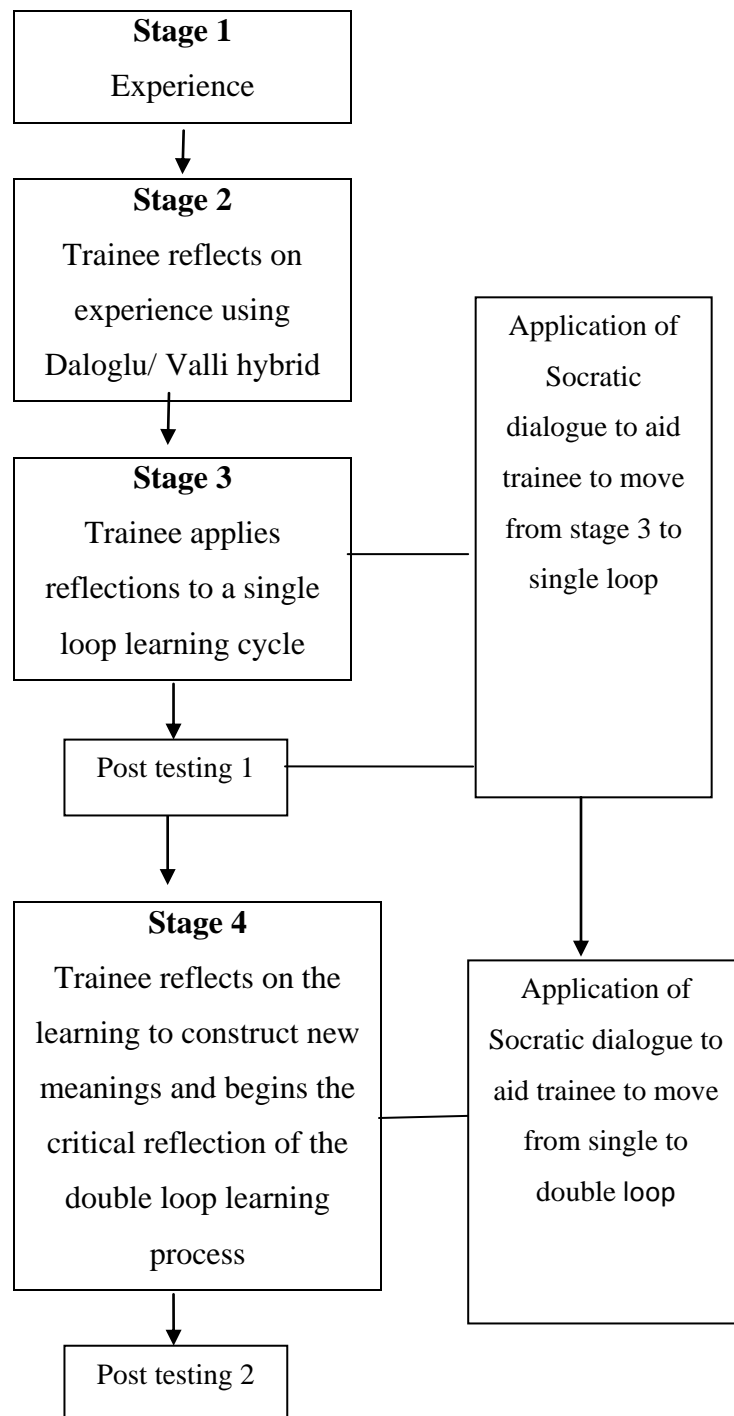 Stage 1
Experience
Stage 2
Trainee reflects on
experience using
Daloglu/ Valli hybrid
Stage 3
Trainee applies
reflections to a single
loop learning cycle
Application of
Socratic
dialogue to aid
trainee to move
from stage 3 to
single loop
Post testing 1
Stage 4
Trainee reflects on the
learning to construct new
meanings and begins the
critical reflection of the
double loop learning
process
Application of
Socratic dialogue to
aid trainee to move
from single to
double loop
Post testing 2